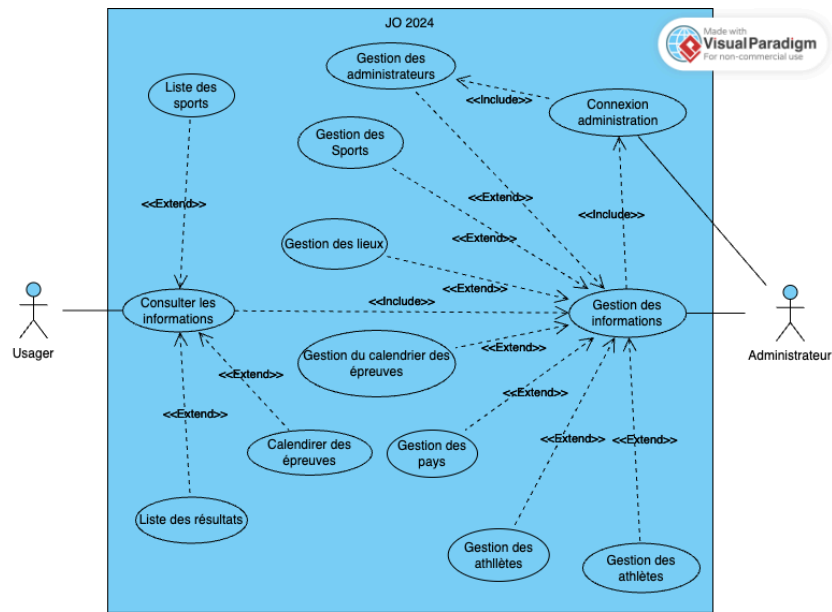 JO 2024
Made with
VisualParadigm
For non-commercial use
Gestion des
administrateurs
Liste des
sports
<<Include>>
Connexion
administration
Gestion des
Sports
<<Extend>>
<<Extend>>
<<Include>>
<<Extend>>
Gestion des lieux
<<Extend>>
Consulter les
informations
<<Include>>
Gestion des
informations
Usager
Administrateur
Gestion du calendrier des
épreuves
<<Extend>>
<<Extend>>
<<Extend>>
<<Extend>>
Calendirer des
épreuves
Gestion des
pays
<<Extend>>
<<Extend>>
Liste des résultats
Gestion des
athllètes
Gestion des
athlètes